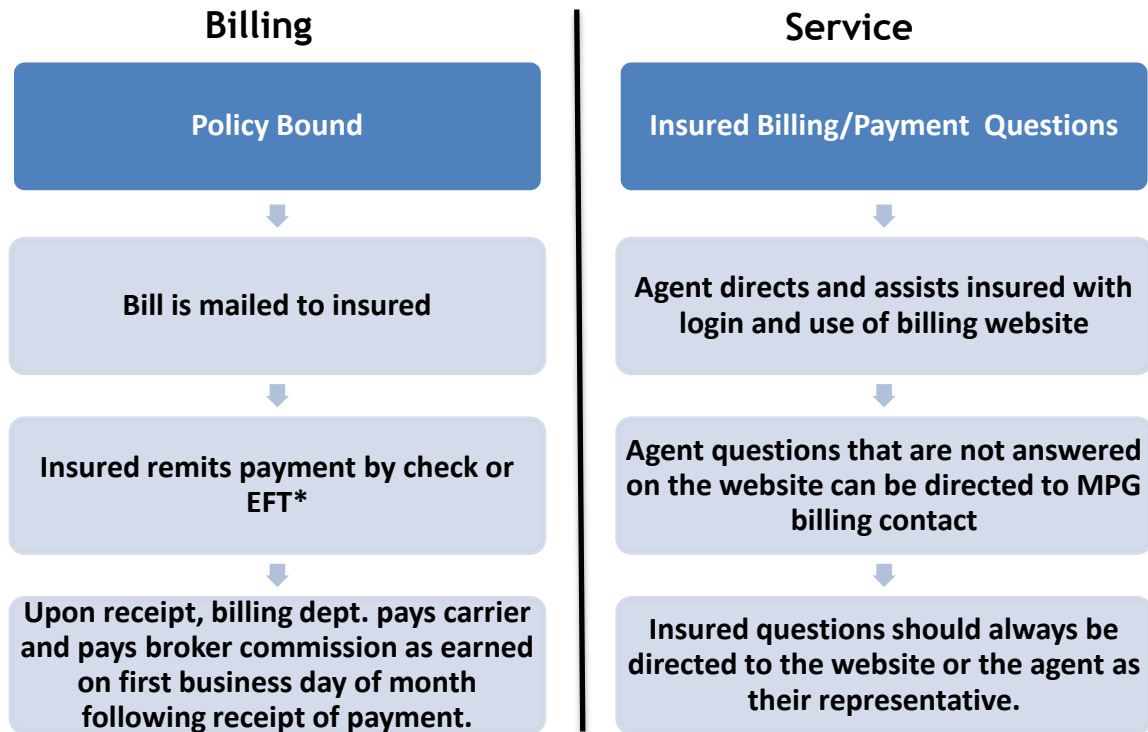 Billing
Policy Bound
Bill is mailed to insured
Insured remits payment by check or
EFT*
Upon receipt, billing dept. pays carrier
and pays broker commission as earned
on first business day of month
following receipt of payment.
Service
Insured Billing/Payment  Questions
Agent directs and assists insured with
login and use of billing website
Agent questions that are not answered
on the website can be directed to MPG
billing contact
Insured questions should always be
directed to the website or the agent as
their representative.